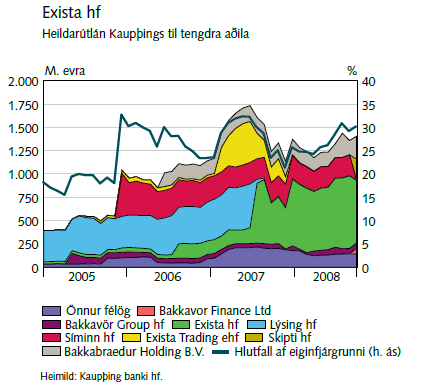 Exista hf
Heildarútlán Kaupþings til tengdra aðila
M. evra %
2.000 40
1.750 35
1.500 30
1.250 25
1.000 20
750 15
500 10
250 5
0 0
2005 2006 2007 2008
Önnur félög Bakkavor Finance Ltd
Bakkavör Group hf Exista hf Lýsing hf
Síminn hf Exista Trading ehf Skipti hf
Bakkabraedur Holding B.V. Hlutfall af eiginfjárgrunni (h. ás)
Heimild: Kaupþing banki hf.